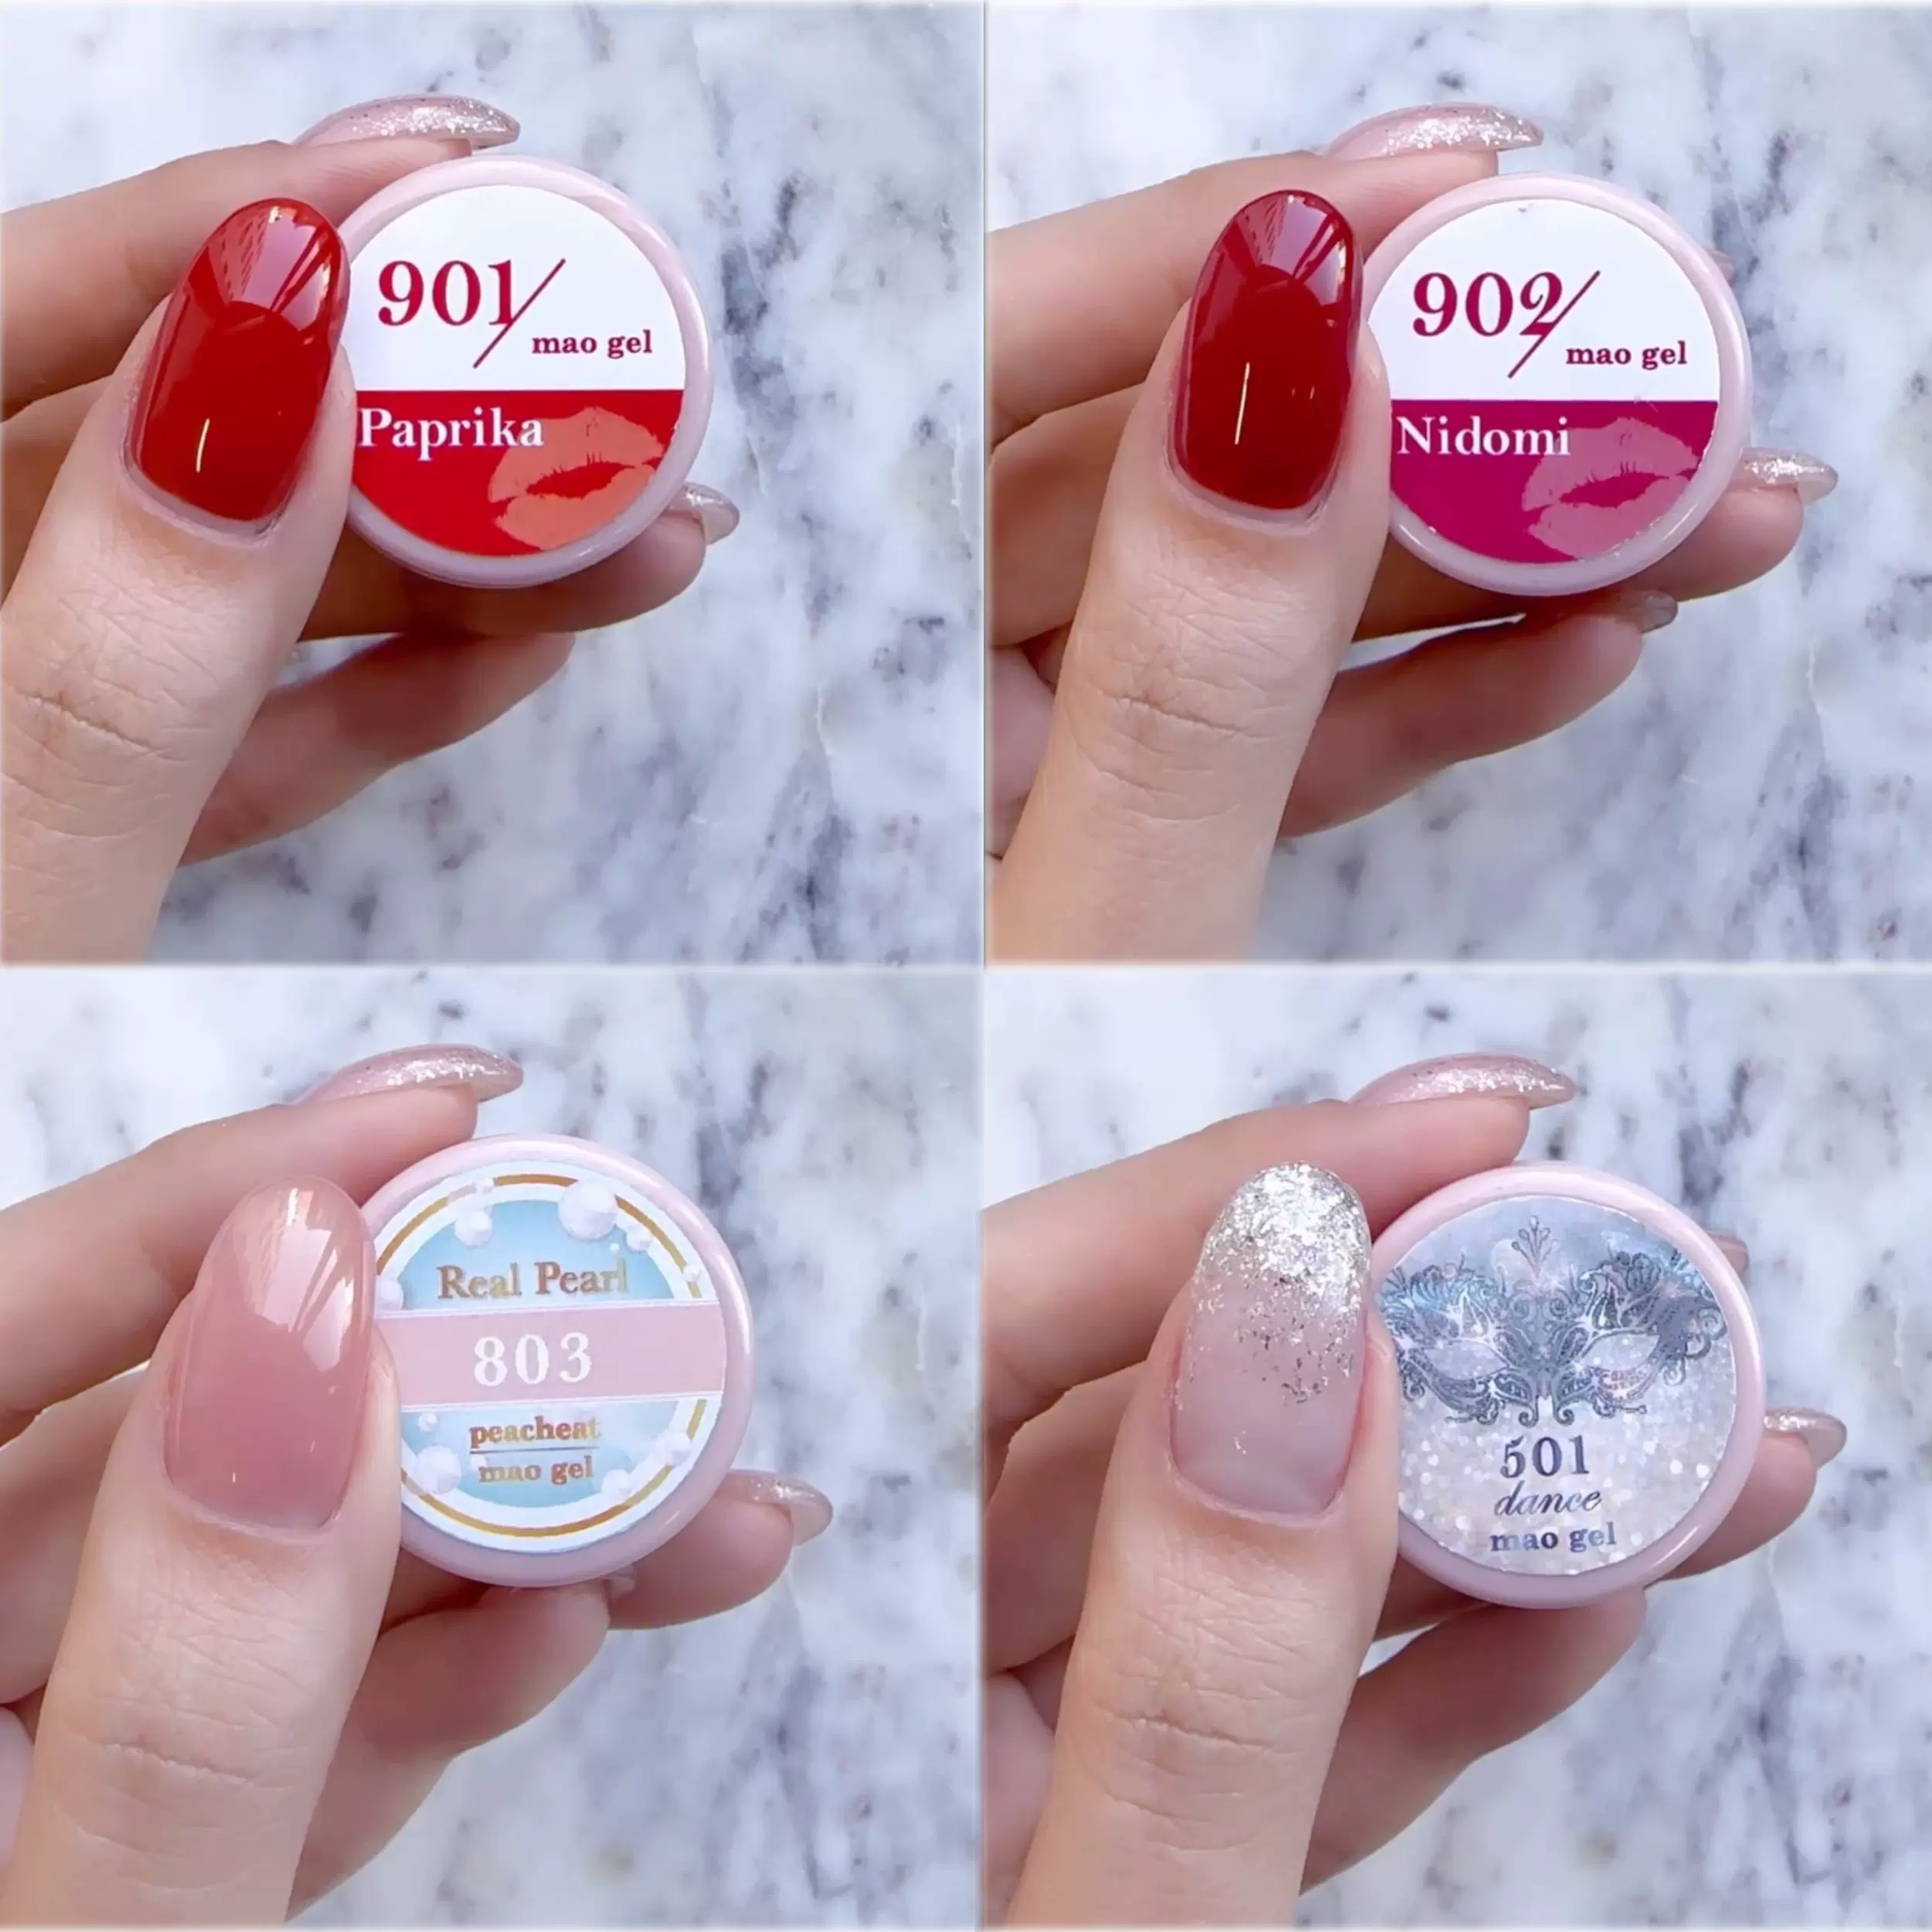 901/
mao gel
Paprika
902/
mao gel
Nidomi
Real Pearl
803
peacheat
mao gel
501
dance
mao gel